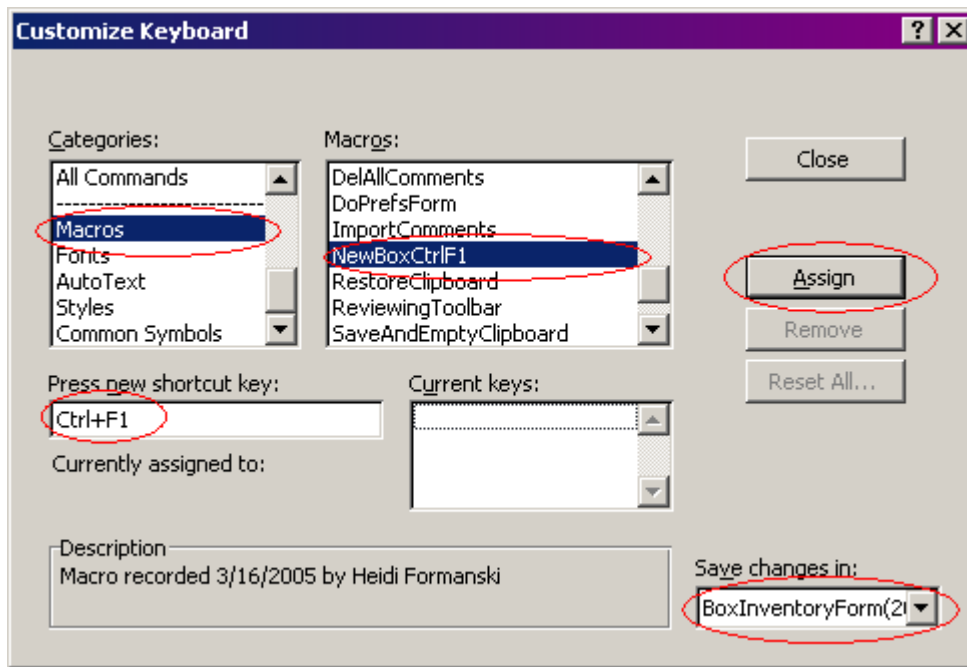 Customize Keyboard
Categories:
All Commands
--------------------------
Macros
Fonts
AutoText
Styles
Common Symbols
Macros:
DelAllComments
DoPrefsForm
ImportComments
NewBoxCtrlF1
RestoreClipboard
ReviewingToolbar
SaveAndEmptyClipboard
Close
Assign
Remove
Reset All...
Press new shortcut key:
Ctrl+F1
Currently assigned to:
Current keys:
Description
Macro recorded 3/16/2005 by Heidi Formanski
Save changes in:
BoxInventoryForm(20